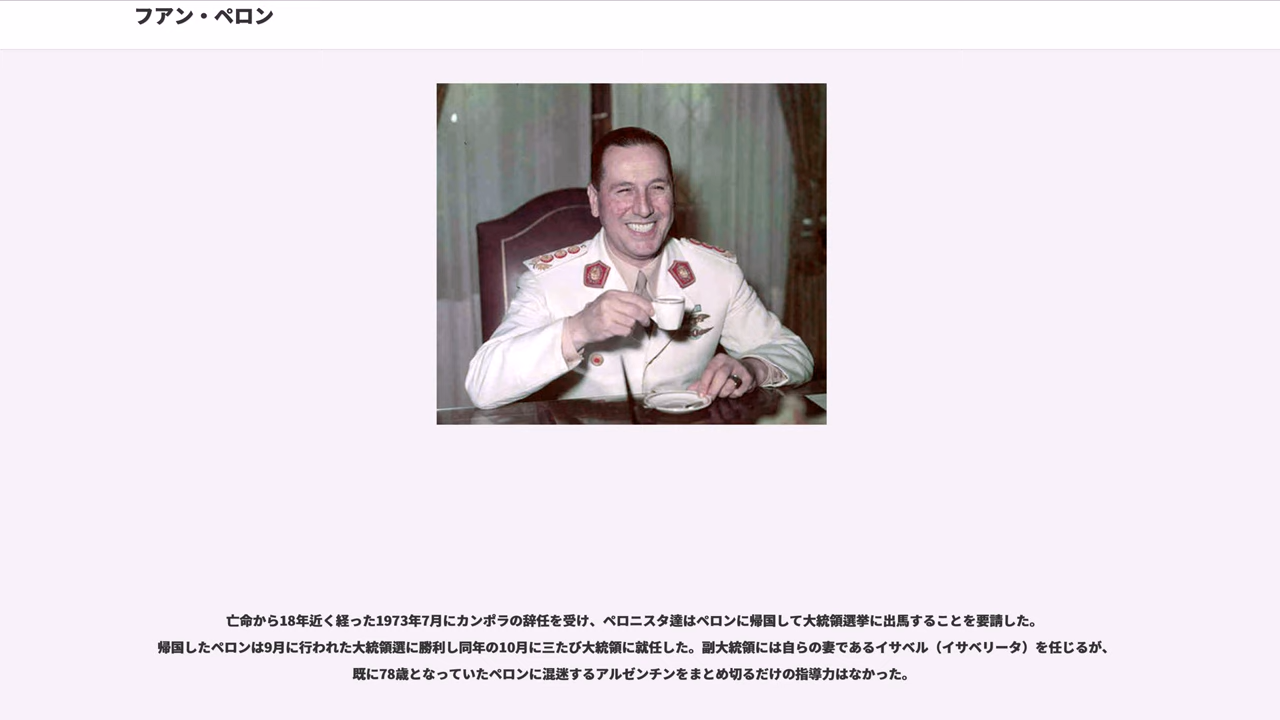 フアン・ペロン
亡命から18年近く経った1973年7月にカンポラの辞任を受け、ペロニスタ達はペロンに帰国して大統領選挙に出馬することを要請した。
帰国したペロンは9月に行われた大統領選に勝利し同年の10月に三たび大統領に就任した。副大統領には自らの妻であるイサベル（イサベリータ）を任じるが、
既に78歳となっていたペロンに混迷するアルゼンチンをまとめ切るだけの指導力はなかった。